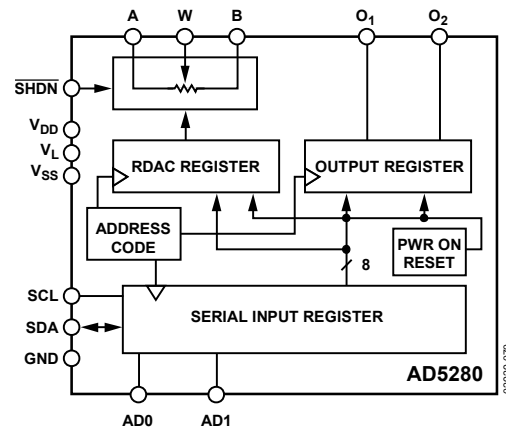 A W B O1 O2
SHDN
VDD
VL
VSS
RDAC REGISTER
OUTPUT REGISTER
ADDRESS
CODE
PWR ON
RESET
8
SCL
SDA
GND
SERIAL INPUT REGISTER
AD5280
AD0 AD1